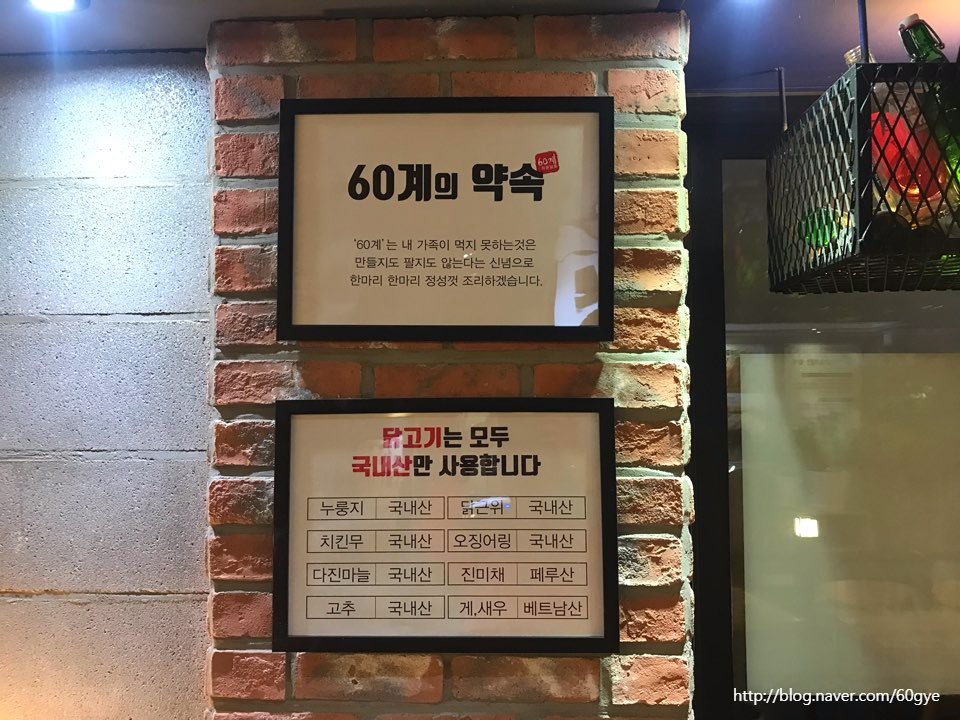 60계의 약속
60계
'60계'는 내 가족이 먹지 못하는것은
만들지도 팔지도 않는다는 신념으로
한마리 한마리 정성껏 조리하겠습니다.
닭고기는 모두
국내산만 사용합니다
누룽지 국내산 닭근위 국내산
치킨무 국내산 오징어링 국내산
다진마늘 국내산 진미채 페루산
고추 국내산 게,새우 베트남산
http://blog.naver.com/60gye